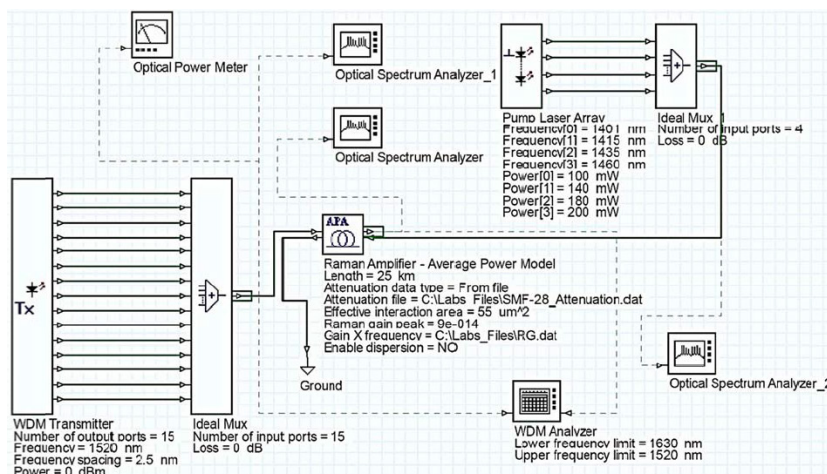 Optical Power Meter
Optical Spectrum Analyzer_1
Optical Spectrum Analyzer
Pump Laser Array
Frequency[0] = 1401 nm
Frequency[1] = 1415 nm
Frequency[2] = 1435 nm
Frequency[3] = 1460 nm
Power[0] = 100 mW
Power[1] = 140 mW
Power[2] = 180 mW
Power[3] = 200 mW
Ideal Mux_1
Number of input ports = 4
Loss = 0 dB
APA
Raman Amplifier - Average Power Model
Length = 25 km
Attenuation data type = From file
Attenuation file = C:\Labs_Files\SMF-28_Attenuation.dat
Effective interaction area = 55 um^2
Raman gain peak = 9e-014
Gain X frequency = C:\Labs_Files\RG.dat
Enable dispersion = NO
Tx
Ground
Optical Spectrum Analyzer_2
WDM Transmitter
Number of output ports = 15
Frequency = 1520 nm
Frequency spacing = 2.5 nm
Power = 0 dBm
Ideal Mux
Number of input ports = 15
Loss = 0 dB
WDM Analyzer
Lower frequency limit = 1630 nm
Upper frequency limit = 1520 nm